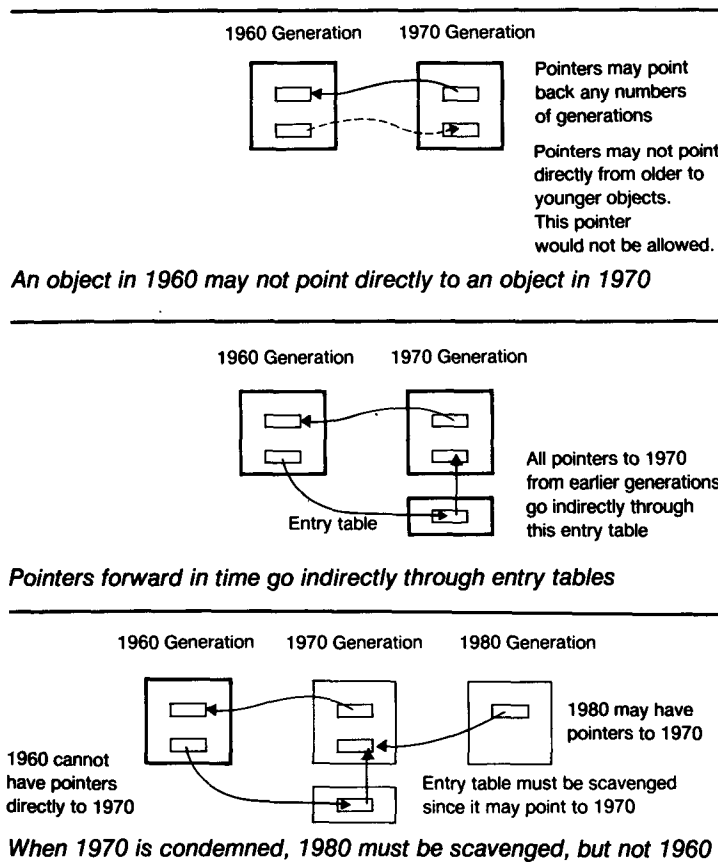 1960 Generation 1970 Generation
Pointers may point
back any numbers
of generations
Pointers may not point
directly from older to
younger objects.
This pointer
would not be allowed.
An object in 1960 may not point directly to an object in 1970
1960 Generation 1970 Generation
All pointers to 1970
from earlier generations
go indirectly through
this entry table
Entry table
Pointers forward in time go indirectly through entry tables
1960 Generation 1970 Generation 1980 Generation
1980 may have
pointers to 1970
1960 cannot
have pointers
directly to 1970
Entry table must be scavenged
since it may point to 1970
When 1970 is condemned, 1980 must be scavenged, but not 1960